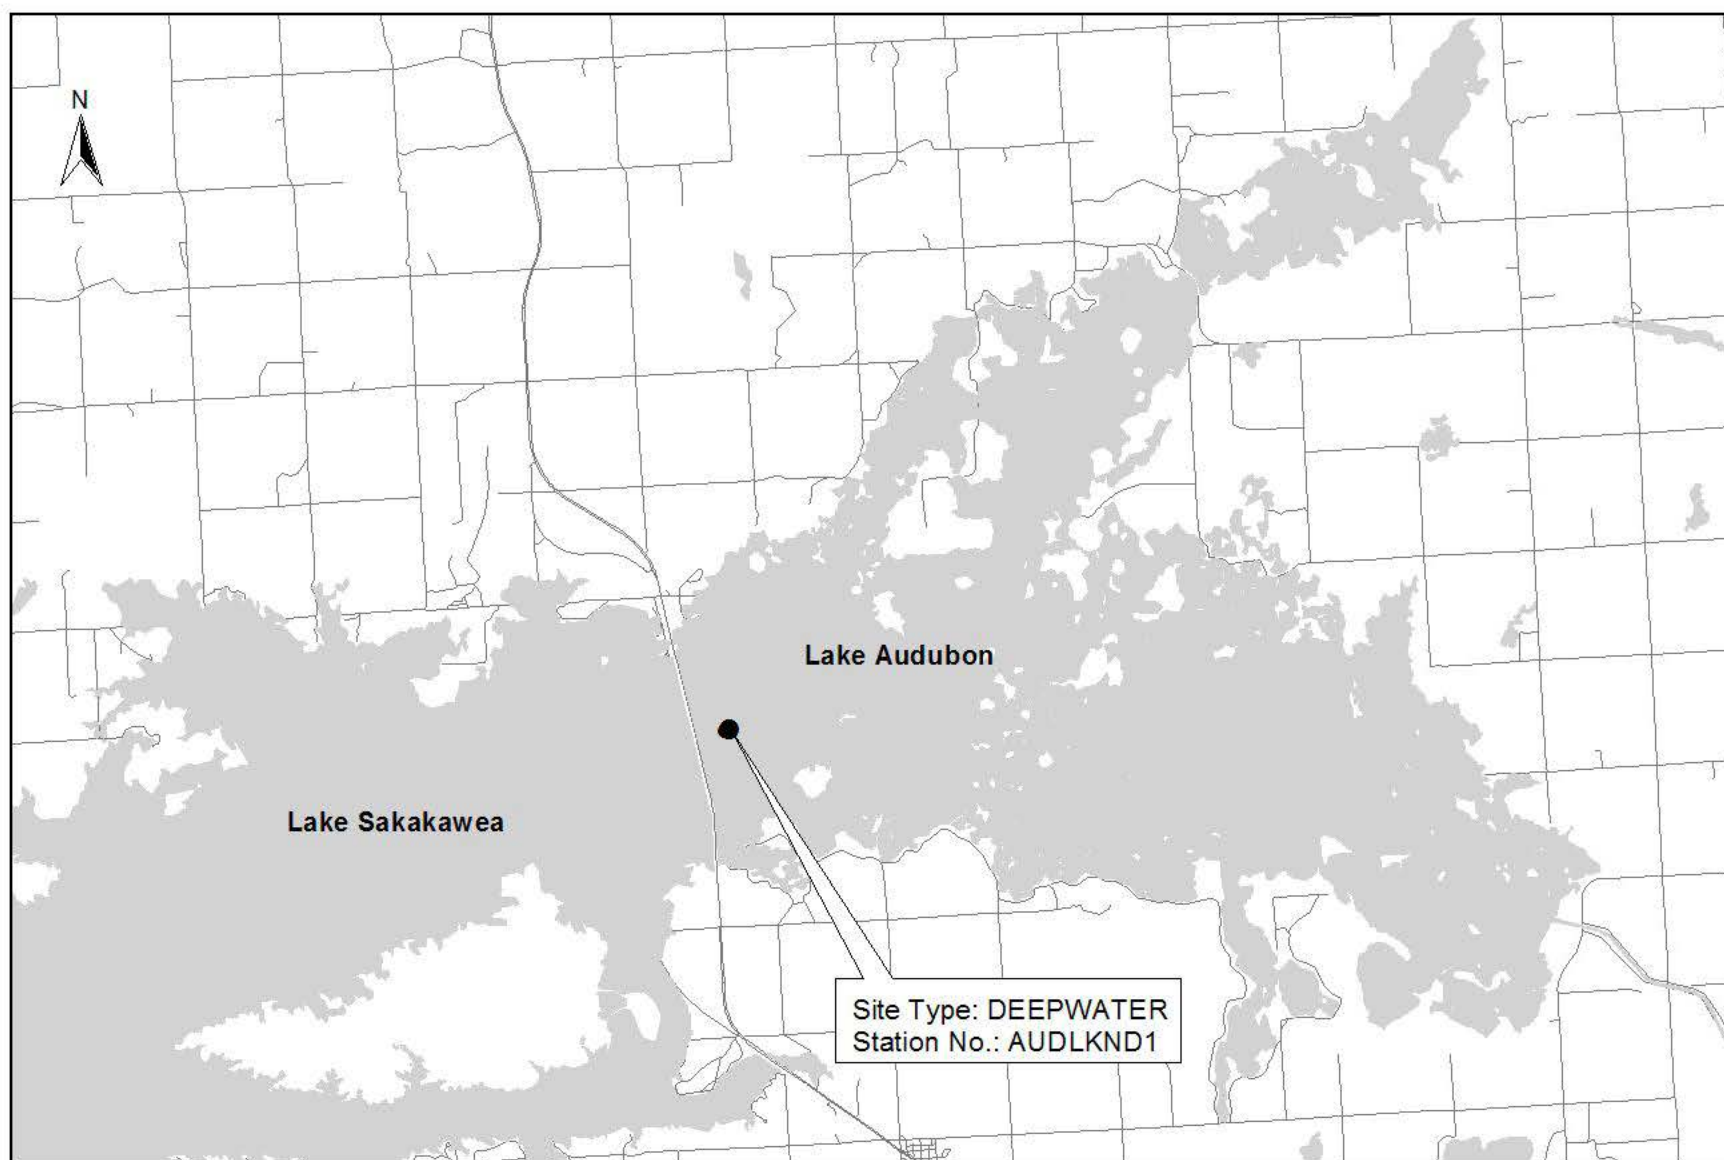 N
Lake Audubon
Lake Sakakawea
Site Type: DEEPWATER
Station No.: AUDLKND1